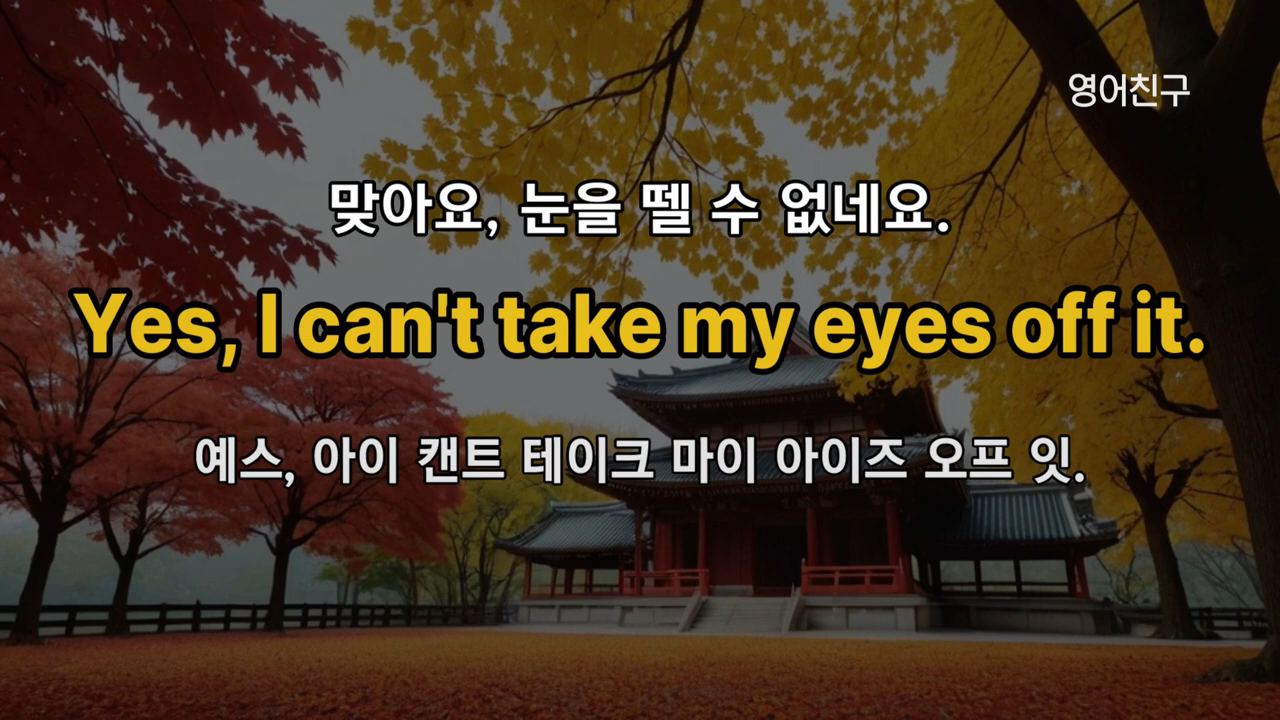 영어친구
맞아요, 눈을 뗄 수 없네요.
Yes, I can't take my eyes off it.
예스, 아이 캔트 테이크 마이 아이즈 오프 잇.